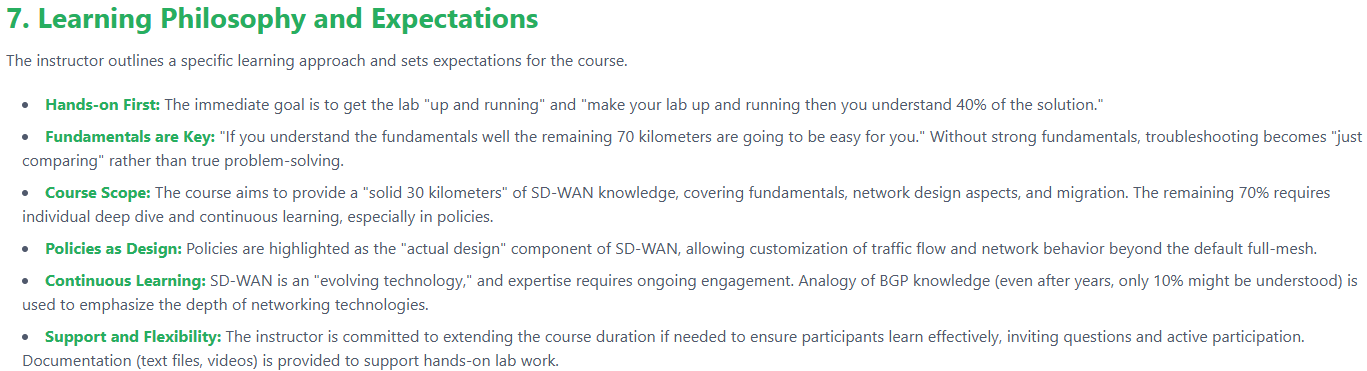 7. Learning Philosophy and Expectations
The instructor outlines a specific learning approach and sets expectations for the course.
• Hands-on First: The immediate goal is to get the lab "up and running" and "make your lab up and running then you understand 40% of the solution."
• Fundamentals are Key: "If you understand the fundamentals well the remaining 70 kilometers are going to be easy for you." Without strong fundamentals, troubleshooting becomes "just
comparing" rather than true problem-solving.
• Course Scope: The course aims to provide a "solid 30 kilometers" of SD-WAN knowledge, covering fundamentals, network design aspects, and migration. The remaining 70% requires
individual deep dive and continuous learning, especially in policies.
• Policies as Design: Policies are highlighted as the "actual design" component of SD-WAN, allowing customization of traffic flow and network behavior beyond the default full-mesh.
• Continuous Learning: SD-WAN is an "evolving technology," and expertise requires ongoing engagement. Analogy of BGP knowledge (even after years, only 10% might be understood) is
used to emphasize the depth of networking technologies.
• Support and Flexibility: The instructor is committed to extending the course duration if needed to ensure participants learn effectively, inviting questions and active participation.
Documentation (text files, videos) is provided to support hands-on lab work.